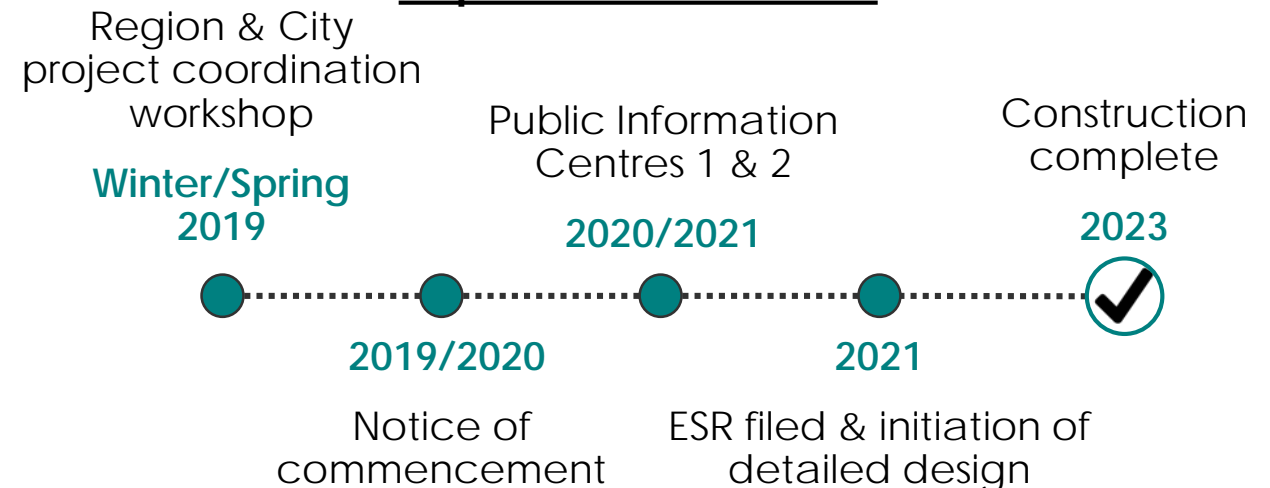 Region & City
project coordination
workshop
Winter/Spring
2019
Public Information
Centres 1 & 2
2020/2021
Construction
complete
2023
2019/2020
Notice of
commencement
2021
ESR filed & initiation of
detailed design